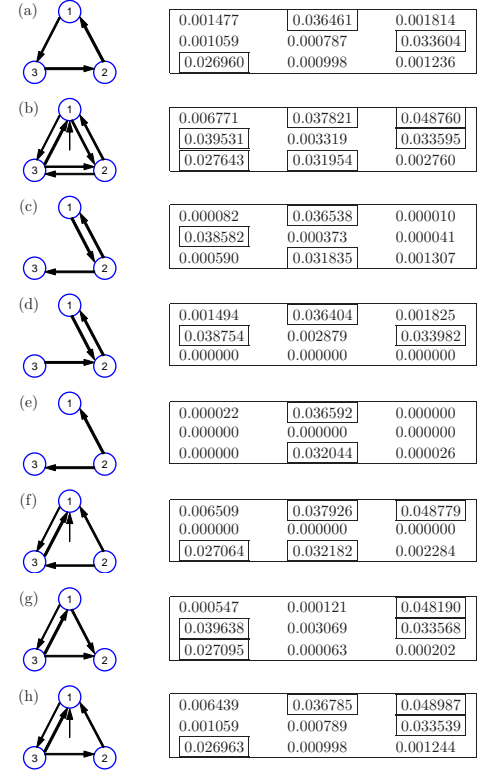 (a) 1 3 2
0.001477 0.036461 0.001814
0.001059 0.000787 0.033604
0.026960 0.000998 0.001236
(b) 1 3 2
0.006771 0.037821 0.048760
0.039531 0.003319 0.033595
0.027643 0.031954 0.002760
(c) 1 3 2
0.000082 0.036538 0.000010
0.038582 0.000373 0.000041
0.000590 0.031835 0.001307
(d) 1 3 2
0.001494 0.036404 0.001825
0.038754 0.002879 0.033982
0.000000 0.000000 0.000000
(e) 1 3 2
0.000022 0.036592 0.000000
0.000000 0.000000 0.000000
0.000000 0.032044 0.000026
(f) 1 3 2
0.006509 0.037926 0.048779
0.000000 0.000000 0.000000
0.027064 0.032182 0.002284
(g) 1 3 2
0.000547 0.000121 0.048190
0.039638 0.003069 0.033568
0.027095 0.000063 0.000202
(h) 1 3 2
0.006439 0.036785 0.048987
0.001059 0.000789 0.033539
0.026963 0.000998 0.001244